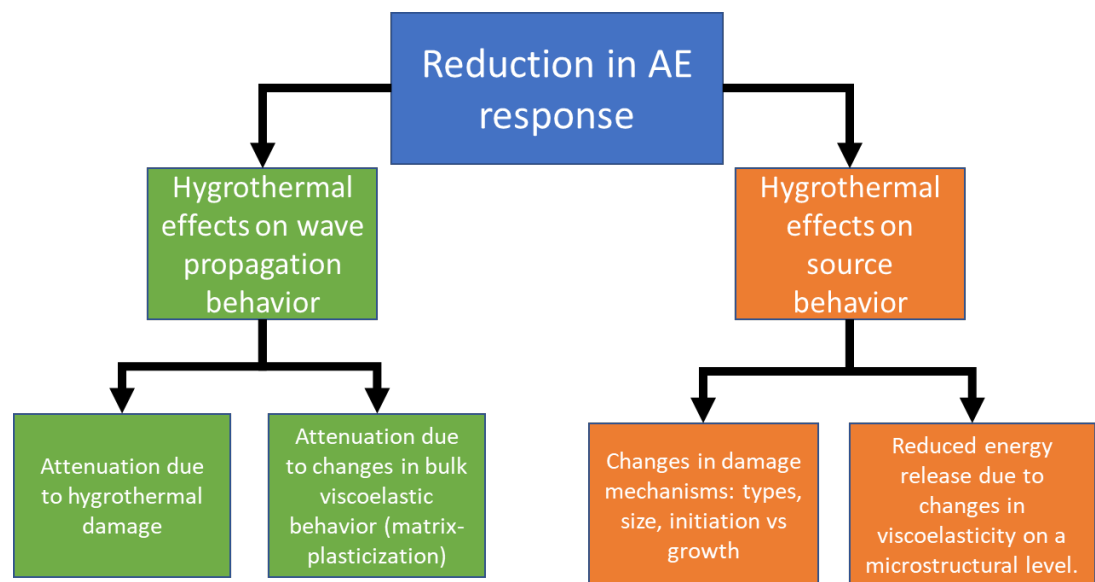 Reduction in AE
response
Hygrothermal
effects on wave
propagation
behavior
Hygrothermal
effects on
source
behavior
Attenuation due
to hygrothermal
damage
Attenuation due
to changes in bulk
viscoelastic
behavior (matrix-
plasticization)
Changes in damage
mechanisms: types,
size, initiation vs
growth
Reduced energy
release due to
changes in
viscoelasticity on a
microstructural level.